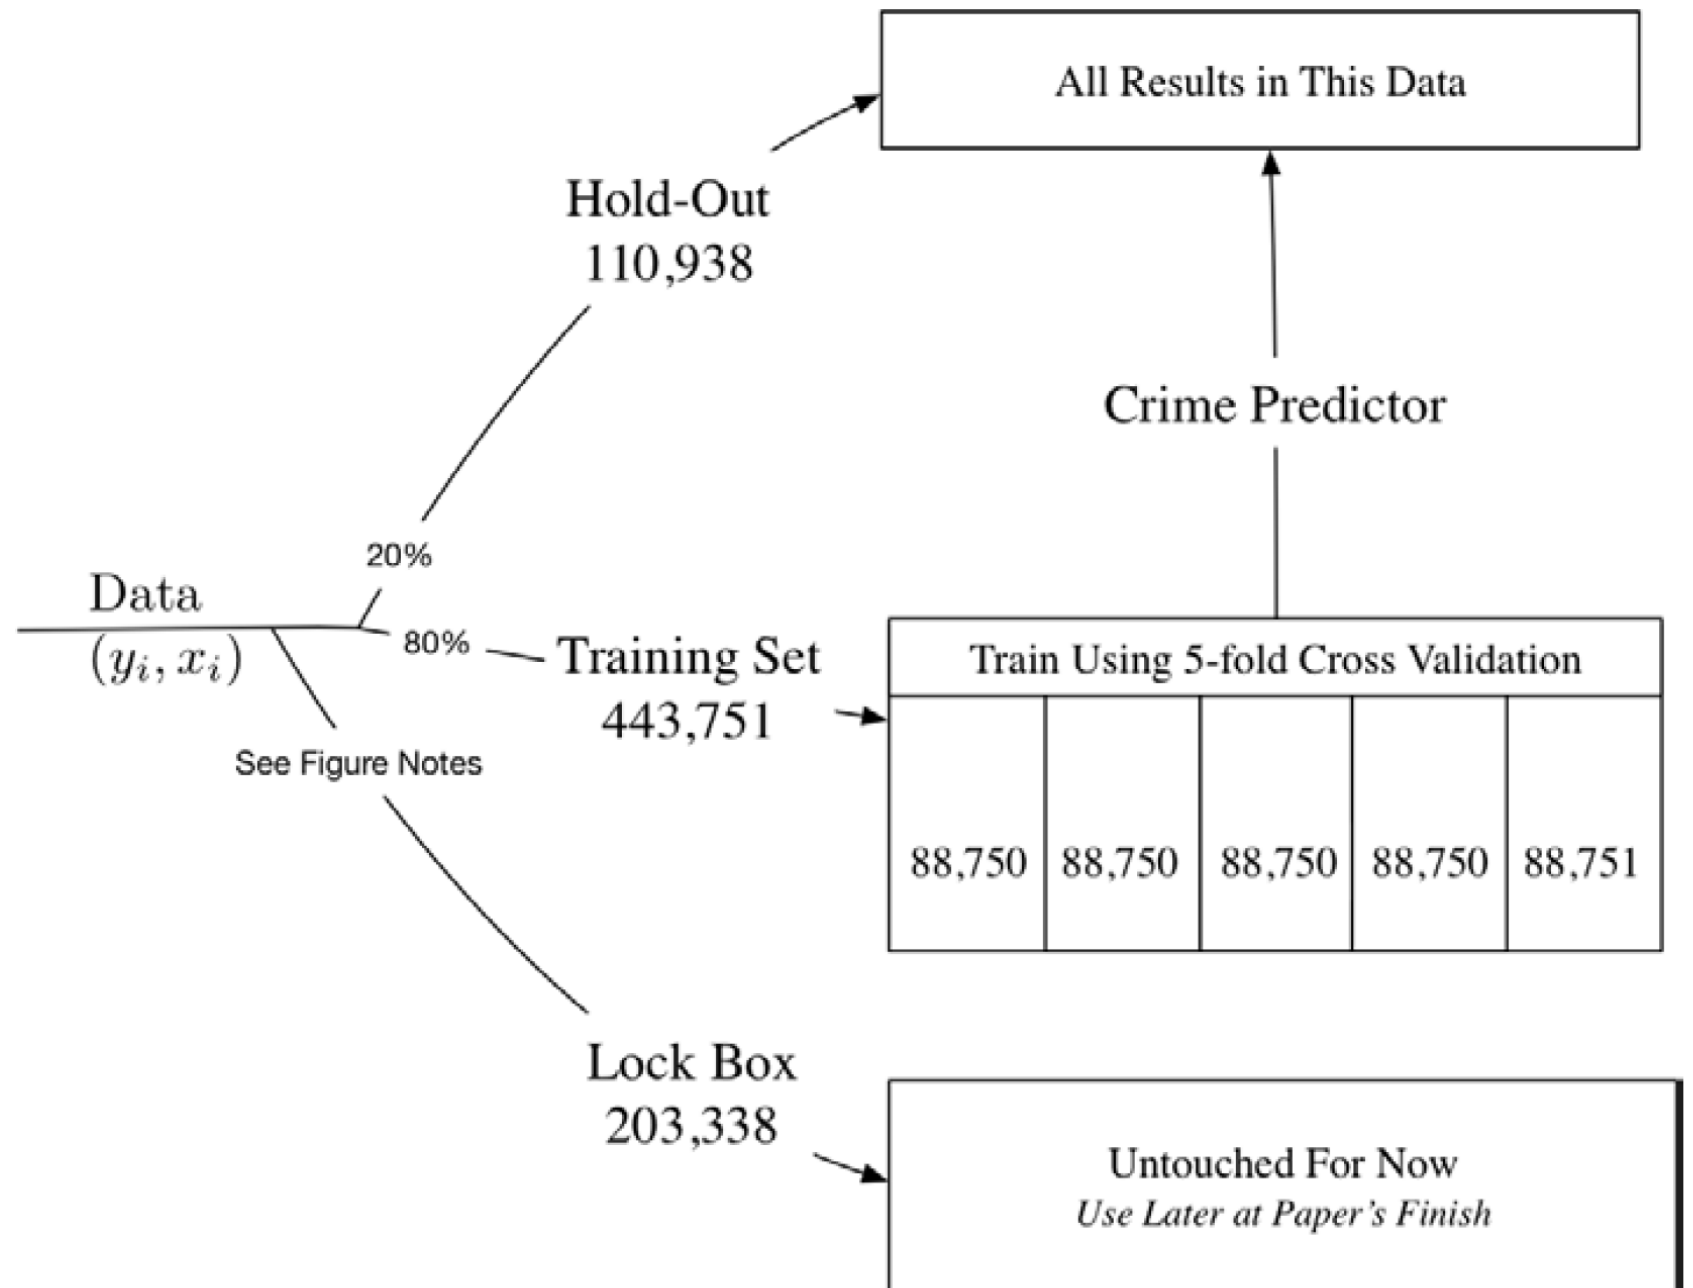 All Results in This Data
Hold-Out
110,938
Crime Predictor
20%
Data
(y_i, x_i)
80%
Training Set
443,751
Train Using 5-fold Cross Validation
88,750 88,750 88,750 88,750 88,751
See Figure Notes
Lock Box
203,338
Untouched For Now
Use Later at Paper's Finish